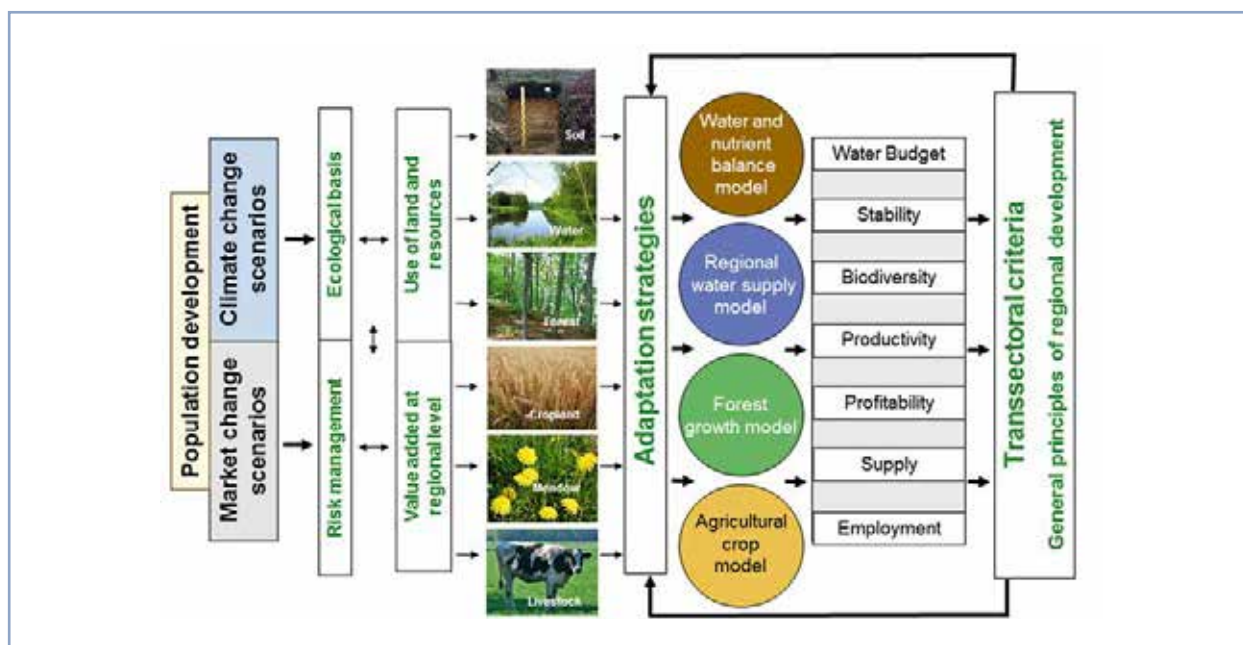 Population development
Climate change
scenarios
Market change
scenarios
Ecological basis
Risk management
Use of land and
resources
Value added at
regional level
Soil
Water
Forest
Cropland
Meadow
Livestock
Adaptation strategies
Water and
nutrient
balance
model
Regional
water supply
model
Forest
growth model
Agricultural
crop
model
Water Budget
Stability
Biodiversity
Productivity
Profitability
Supply
Employment
Transsectoral criteria
General principles of regional development